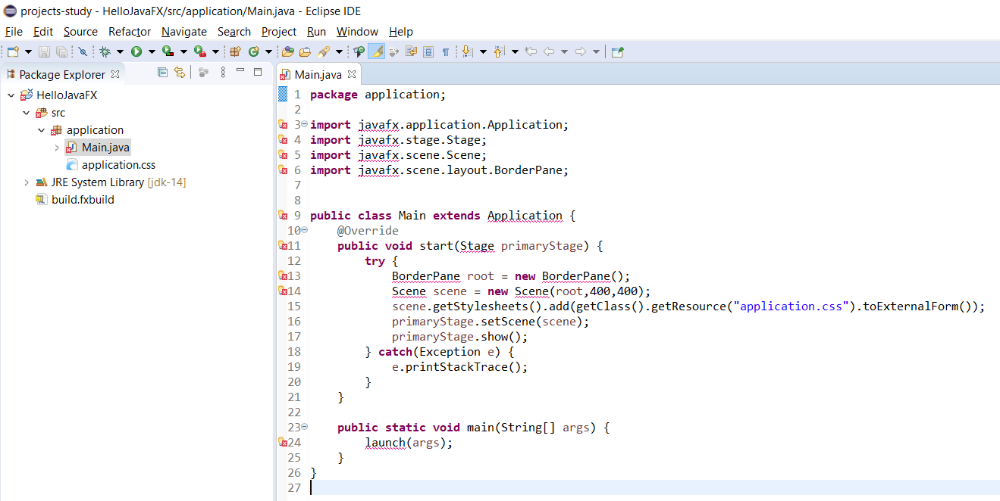 projects-study - HelloJavaFX/src/application/Main.java - Eclipse IDE
File Edit Source Refactor Navigate Search Project Run Window Help
Package Explorer
HelloJavaFX
src
application
Main.java
application.css
JRE System Library [jdk-14]
build.fxbuild
Main.java
1 package application;
2
3 import javafx.application.Application;
4 import javafx.stage.Stage;
5 import javafx.scene.Scene;
6 import javafx.scene.layout.BorderPane;
7
8
9 public class Main extends Application {
10     @Override
11     public void start(Stage primaryStage) {
12         try {
13             BorderPane root = new BorderPane();
14             Scene scene = new Scene(root,400,400);
15             scene.getStylesheets().add(getClass().getResource("application.css").toExternalForm());
16             primaryStage.setScene(scene);
17             primaryStage.show();
18         } catch(Exception e) {
19             e.printStackTrace();
20         }
21     }
22
23     public static void main(String[] args) {
24         launch(args);
25     }
26 }
27